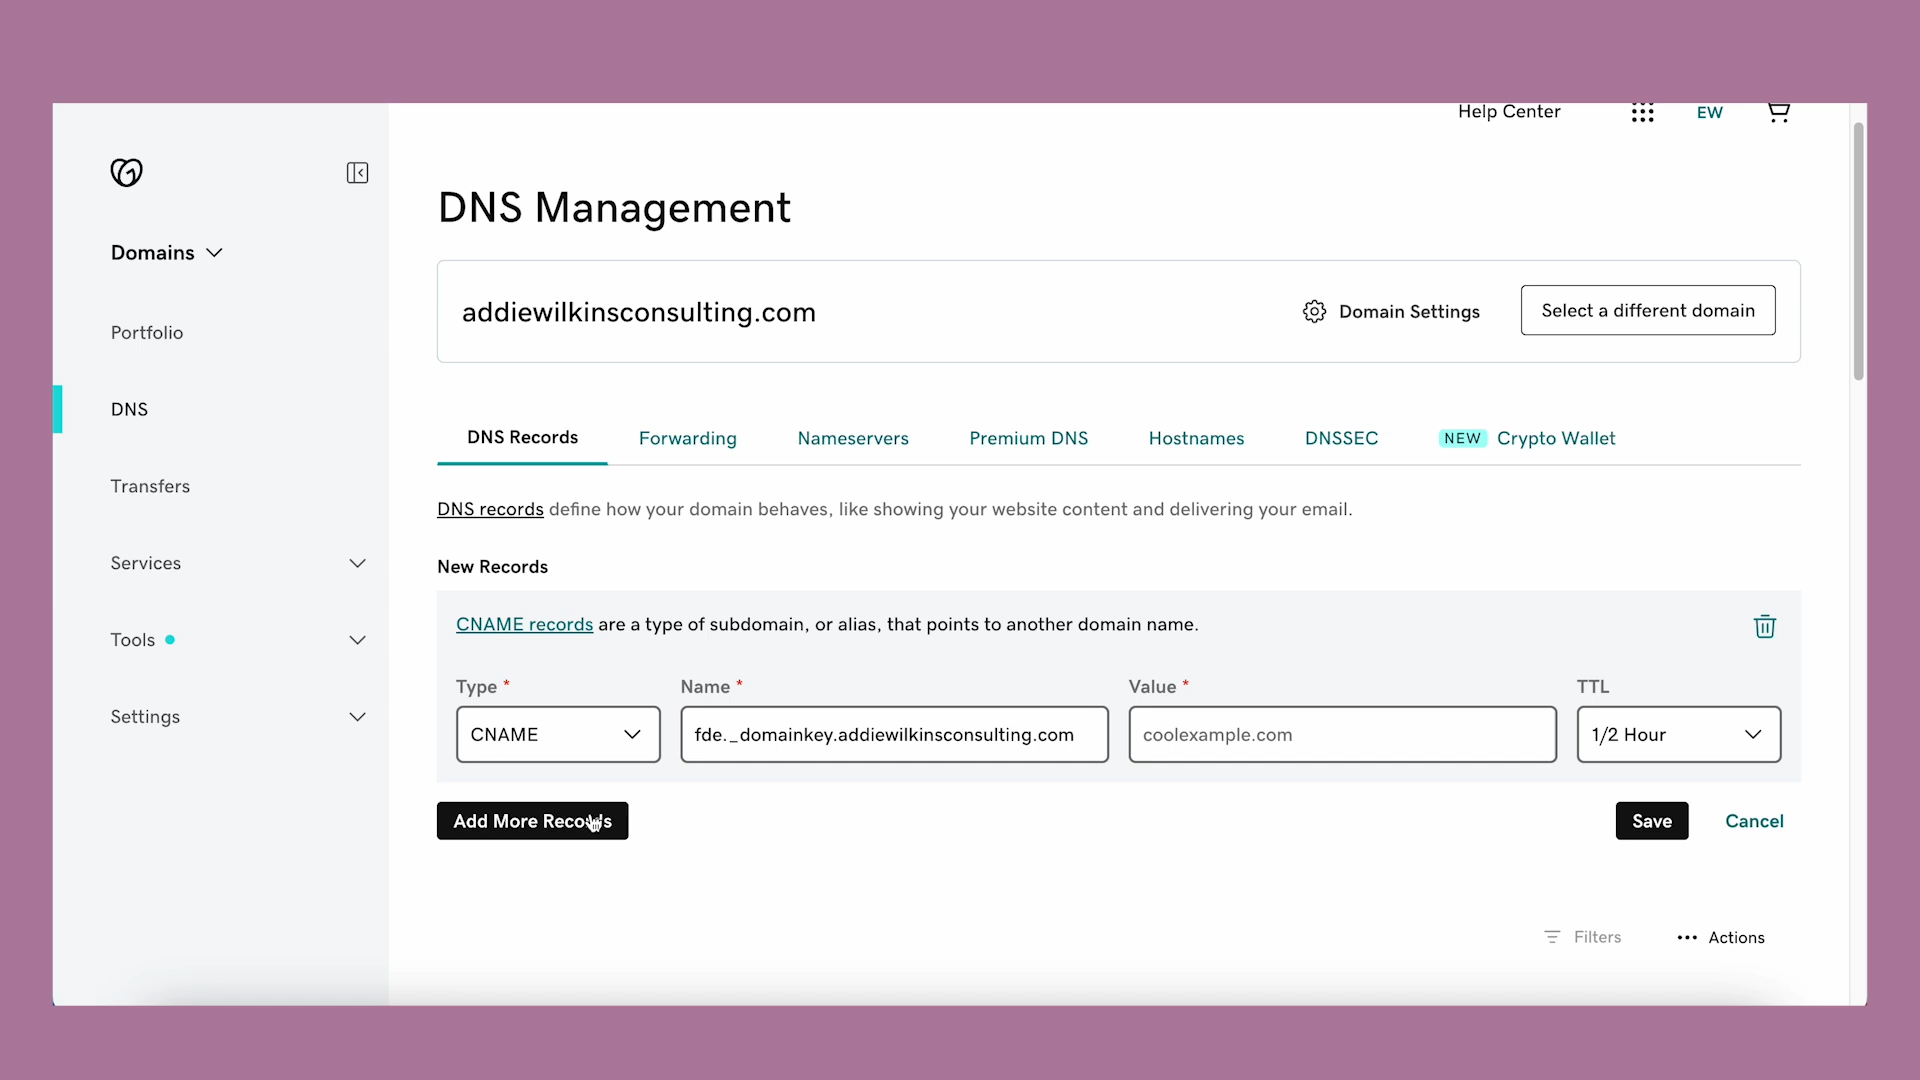 Help Center
EW
Domains
Portfolio
DNS
Transfers
Services
Tools
Settings
DNS Management
addiewilkinsconsulting.com
Domain Settings
Select a different domain
DNS Records
Forwarding
Nameservers
Premium DNS
Hostnames
DNSSEC
NEW Crypto Wallet
DNS records define how your domain behaves, like showing your website content and delivering your email.
New Records
CNAME records are a type of subdomain, or alias, that points to another domain name.
Type *
Name *
Value *
TTL
CNAME
fde._domainkey.addiewilkinsconsulting.com
coolexample.com
1/2 Hour
Add More Records
Save
Cancel
Filters
Actions